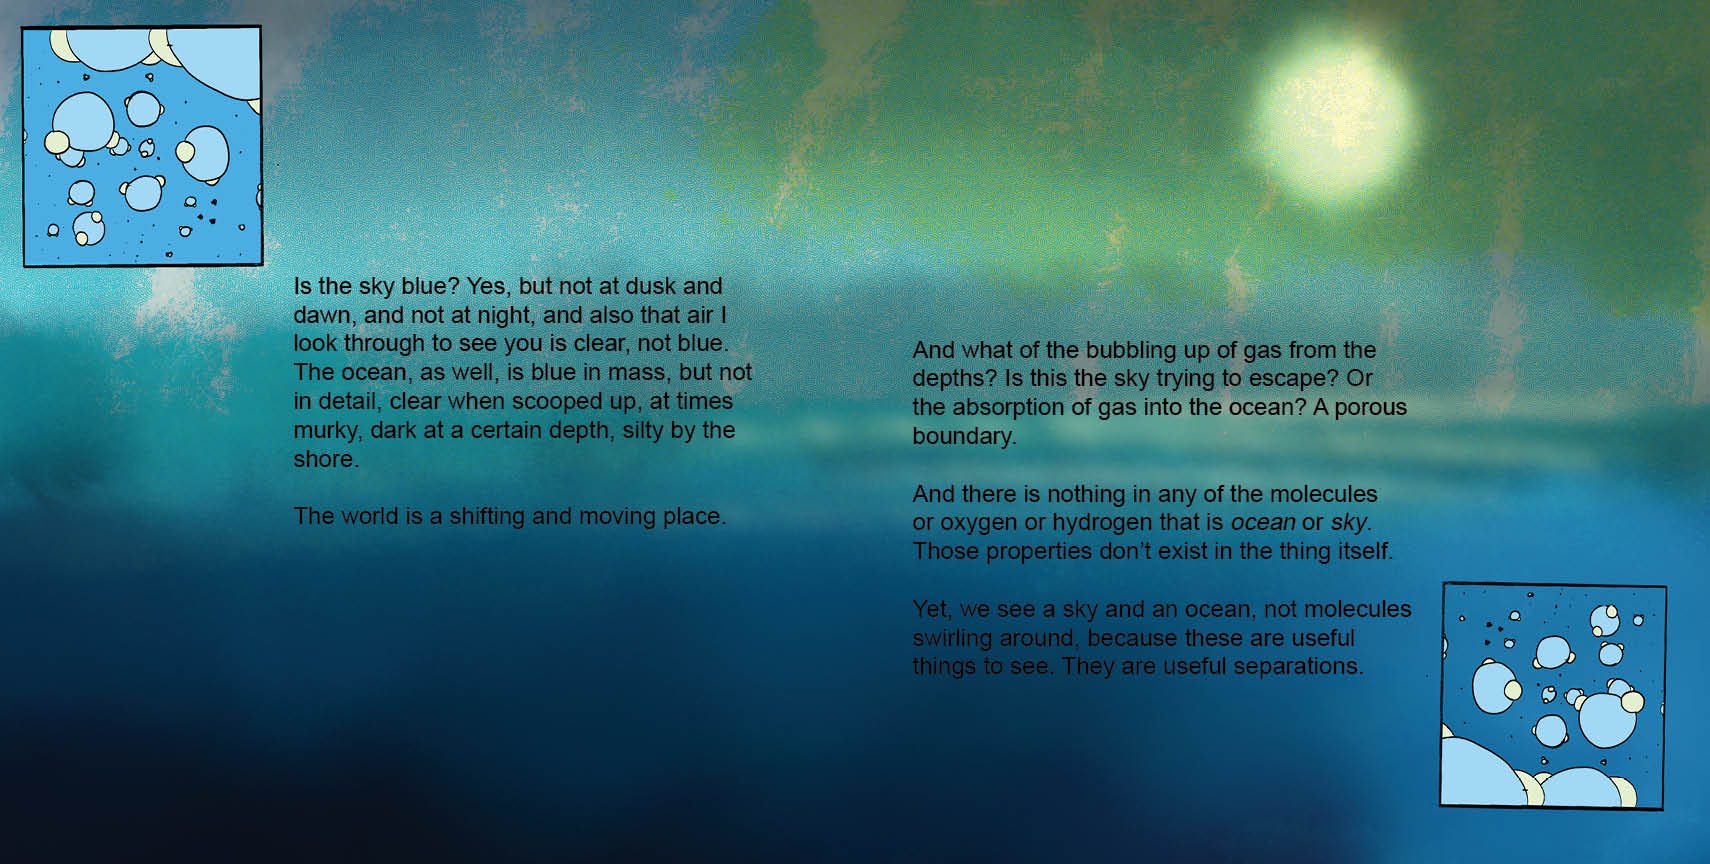 Is the sky blue? Yes, but not at dusk and
dawn, and not at night, and also that air I
look through to see you is clear, not blue.
The ocean, as well, is blue in mass, but not
in detail, clear when scooped up, at times
murky, dark at a certain depth, silty by the
shore.
The world is a shifting and moving place.
And what of the bubbling up of gas from the
depths? Is this the sky trying to escape? Or
the absorption of gas into the ocean? A porous
boundary.
And there is nothing in any of the molecules
or oxygen or hydrogen that is ocean or sky.
Those properties don’t exist in the thing itself.
Yet, we see a sky and an ocean, not molecules
swirling around, because these are useful
things to see. They are useful separations.